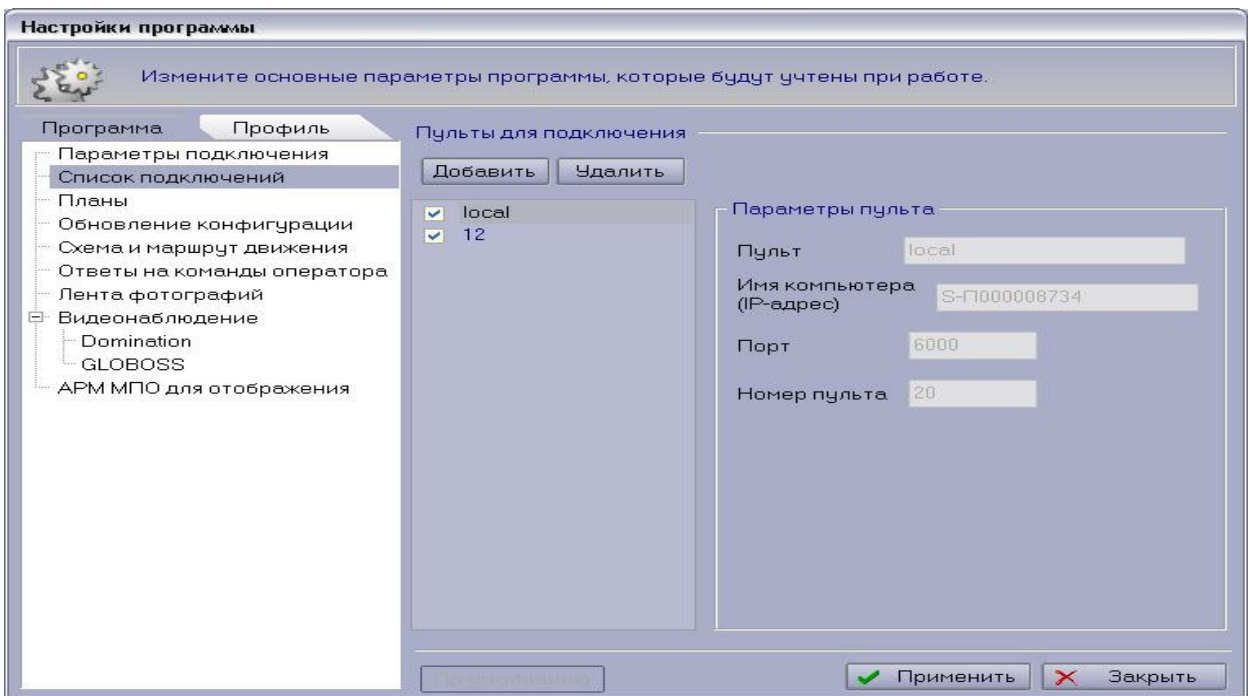 Настройки программы
Измените основные параметры программы, которые будут учтены при работе.
Программа
Профиль
Параметры подключения
Список подключений
Планы
Обновление конфигурации
Схема и маршрут движения
Ответы на команды оператора
Лента фотографий
Видеонаблюдение
Domination
GLOBOSS
АРМ МПО для отображения
Пульты для подключения
Добавить
Удалить
local
12
Параметры пульта
Пульт
local
Имя компьютера
(IP-адрес)
S-П000008734
Порт
6000
Номер пульта
20
По умолчанию
Применить
Закрыть